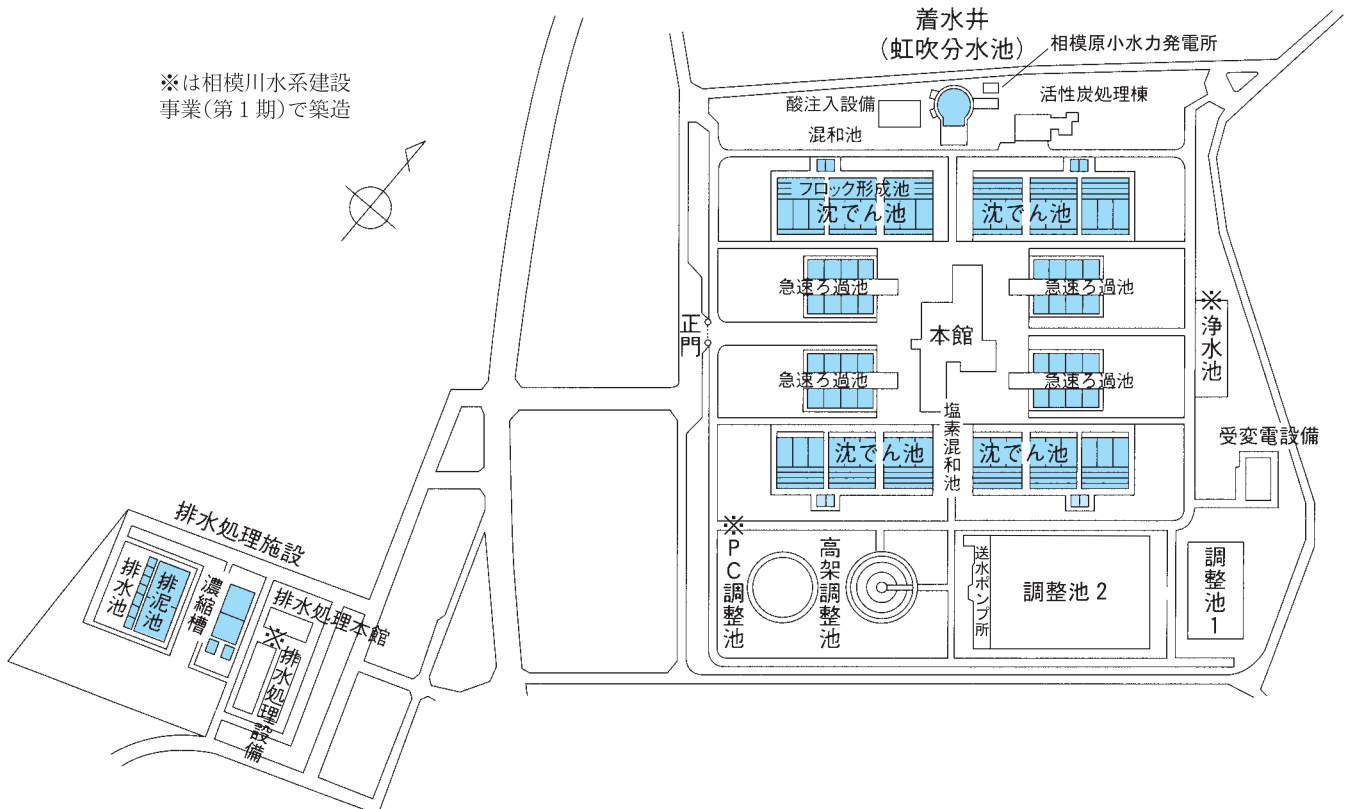 ※は相模川水系建設
事業(第1期)で築造
着水井
(虹吹分水池)
相模原小水力発電所
酸注入設備
活性炭処理棟
混和池
フロック形成池
沈でん池
沈でん池
急速ろ過池
急速ろ過池
※浄水池
正門
本館
急速ろ過池
急速ろ過池
塩素混和池
受変電設備
沈でん池
沈でん池
※PC調整池
高架調整池
送水ポンプ所
調整池2
調整池1
排水処理施設
排水池
排泥池
濃縮槽
排水処理本館
※排水処理設備